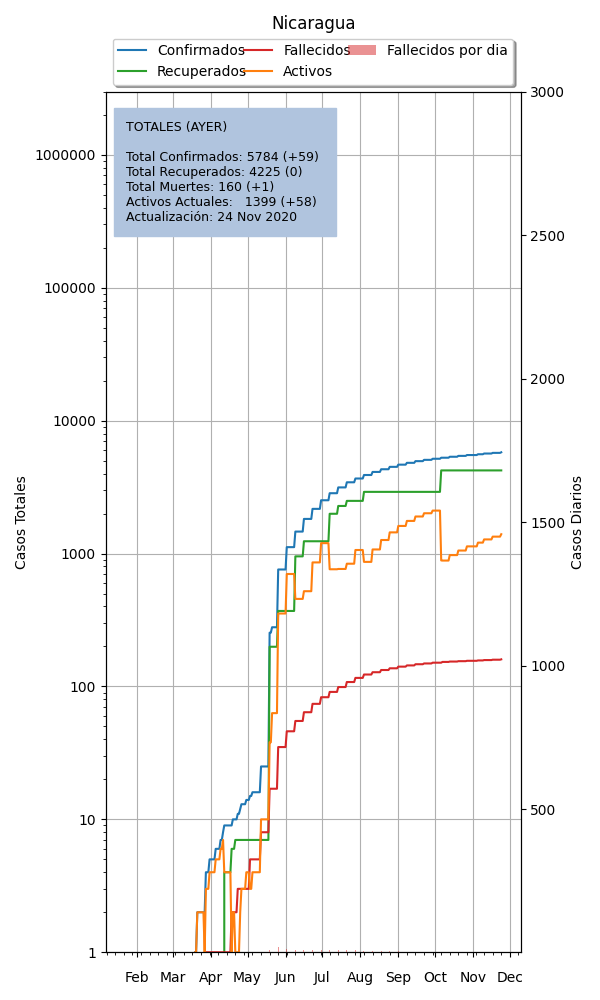 Nicaragua
Confirmados Fallecidos Fallecidos por dia
Recuperados Activos
TOTALES (AYER)
Total Confirmados: 5784 (+59)
Total Recuperados: 4225 (0)
Total Muertes: 160 (+1)
Activos Actuales: 1399 (+58)
Actualización: 24 Nov 2020
Casos Totales
1000000
100000
10000
1000
100
10
1
3000
2500
2000
1500
1000
500
Casos Diarios
Feb Mar Apr May Jun Jul Aug Sep Oct Nov Dec